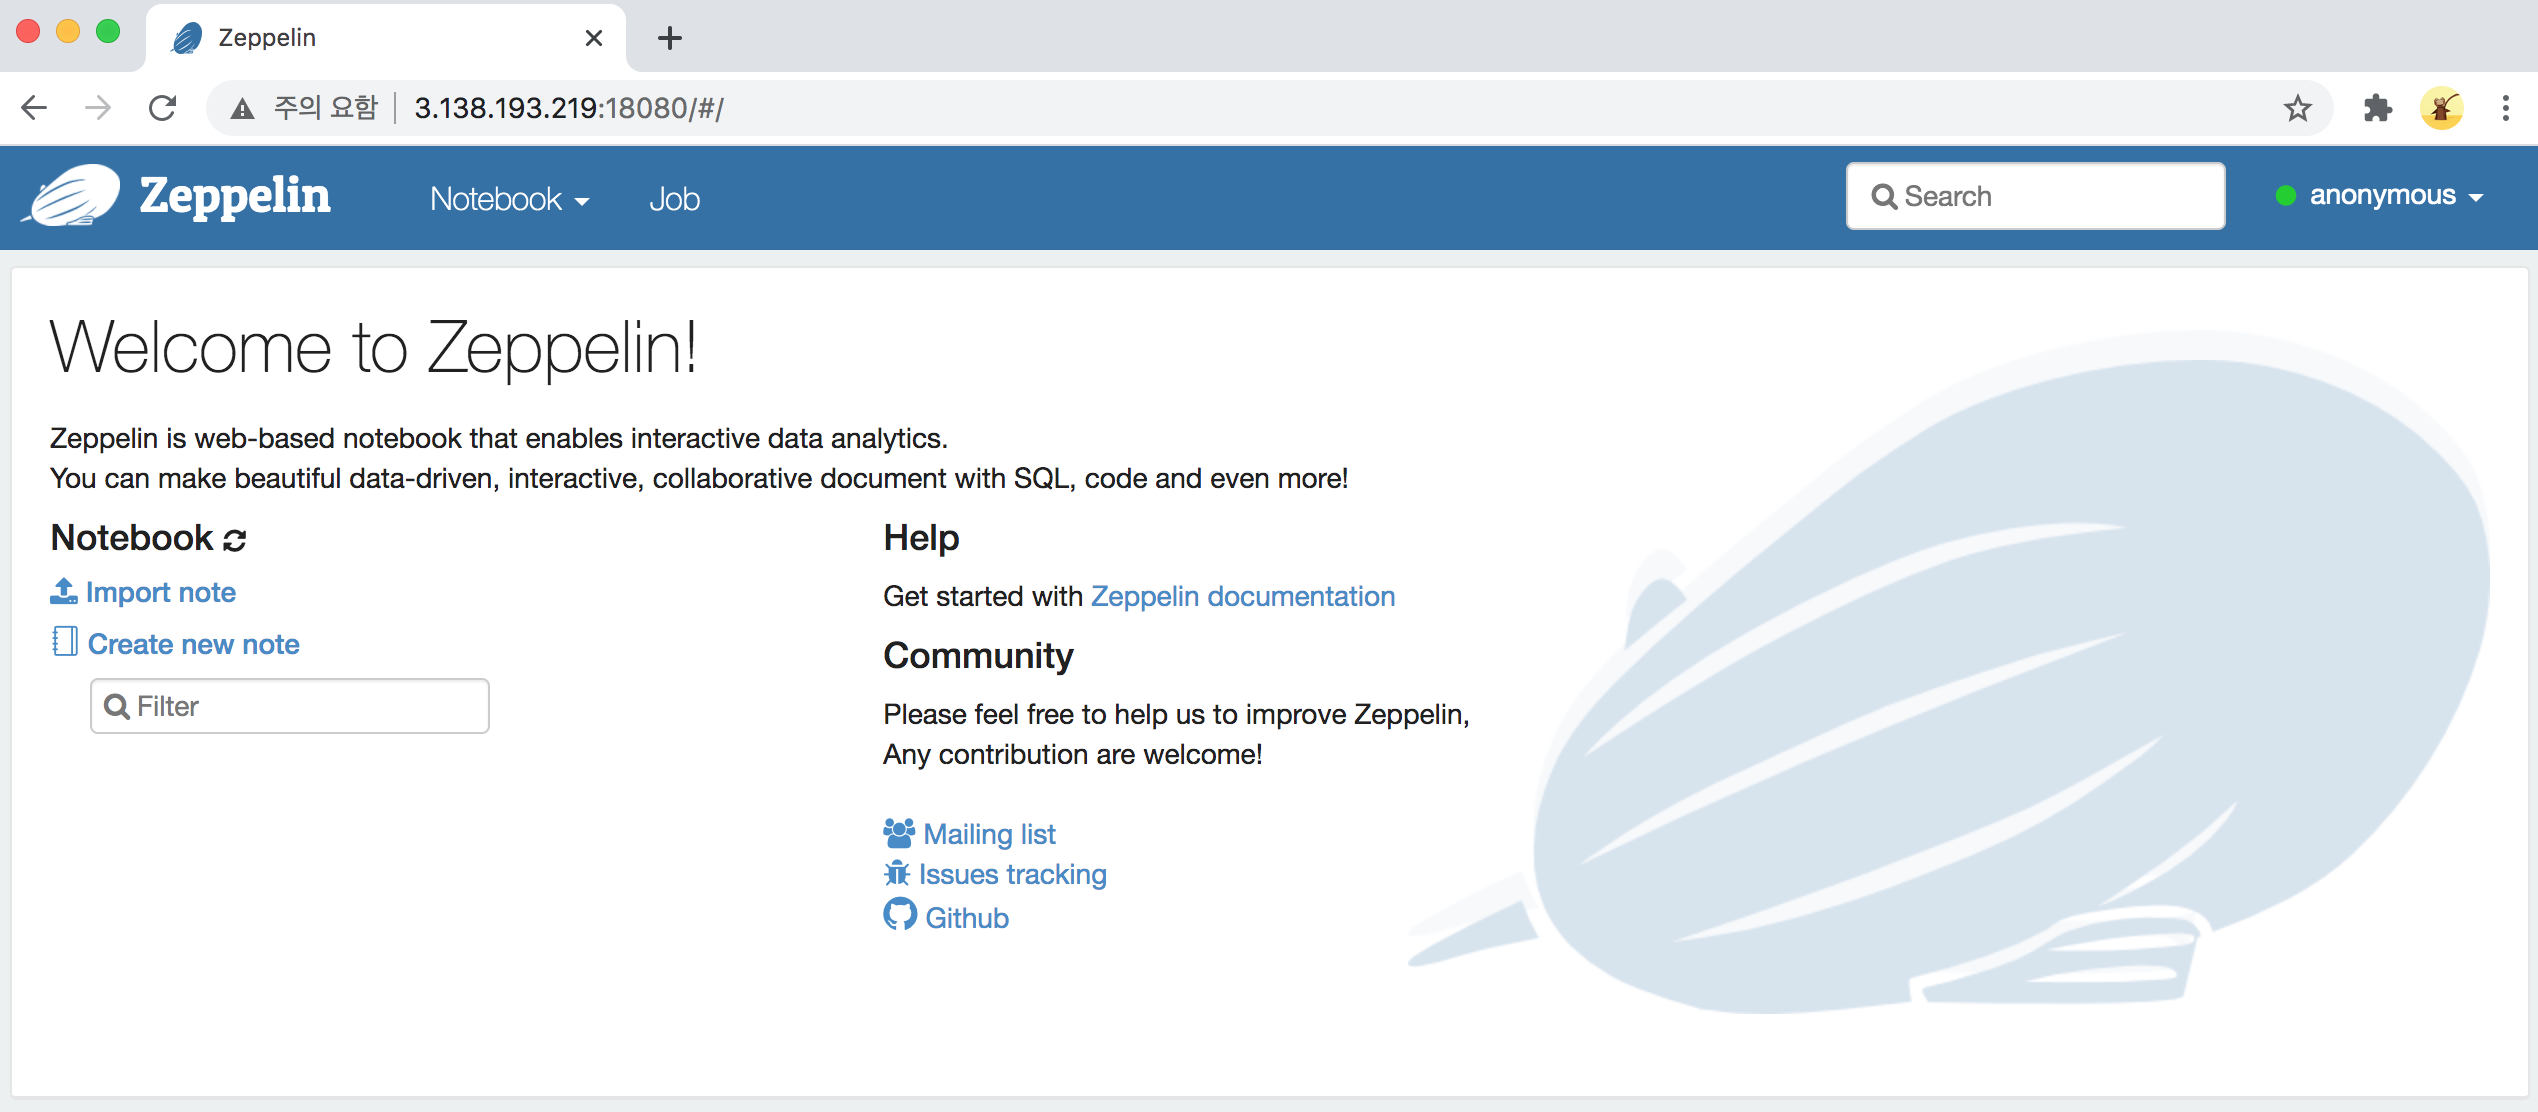 Zeppelin
주의 요함 3.138.193.219:18080/#/
Zeppelin Notebook Job Search anonymous
Welcome to Zeppelin!
Zeppelin is web-based notebook that enables interactive data analytics.
You can make beautiful data-driven, interactive, collaborative document with SQL, code and even more!
Notebook
Import note
Create new note
Filter
Help
Get started with Zeppelin documentation
Community
Please feel free to help us to improve Zeppelin,
Any contribution are welcome!
Mailing list
Issues tracking
Github